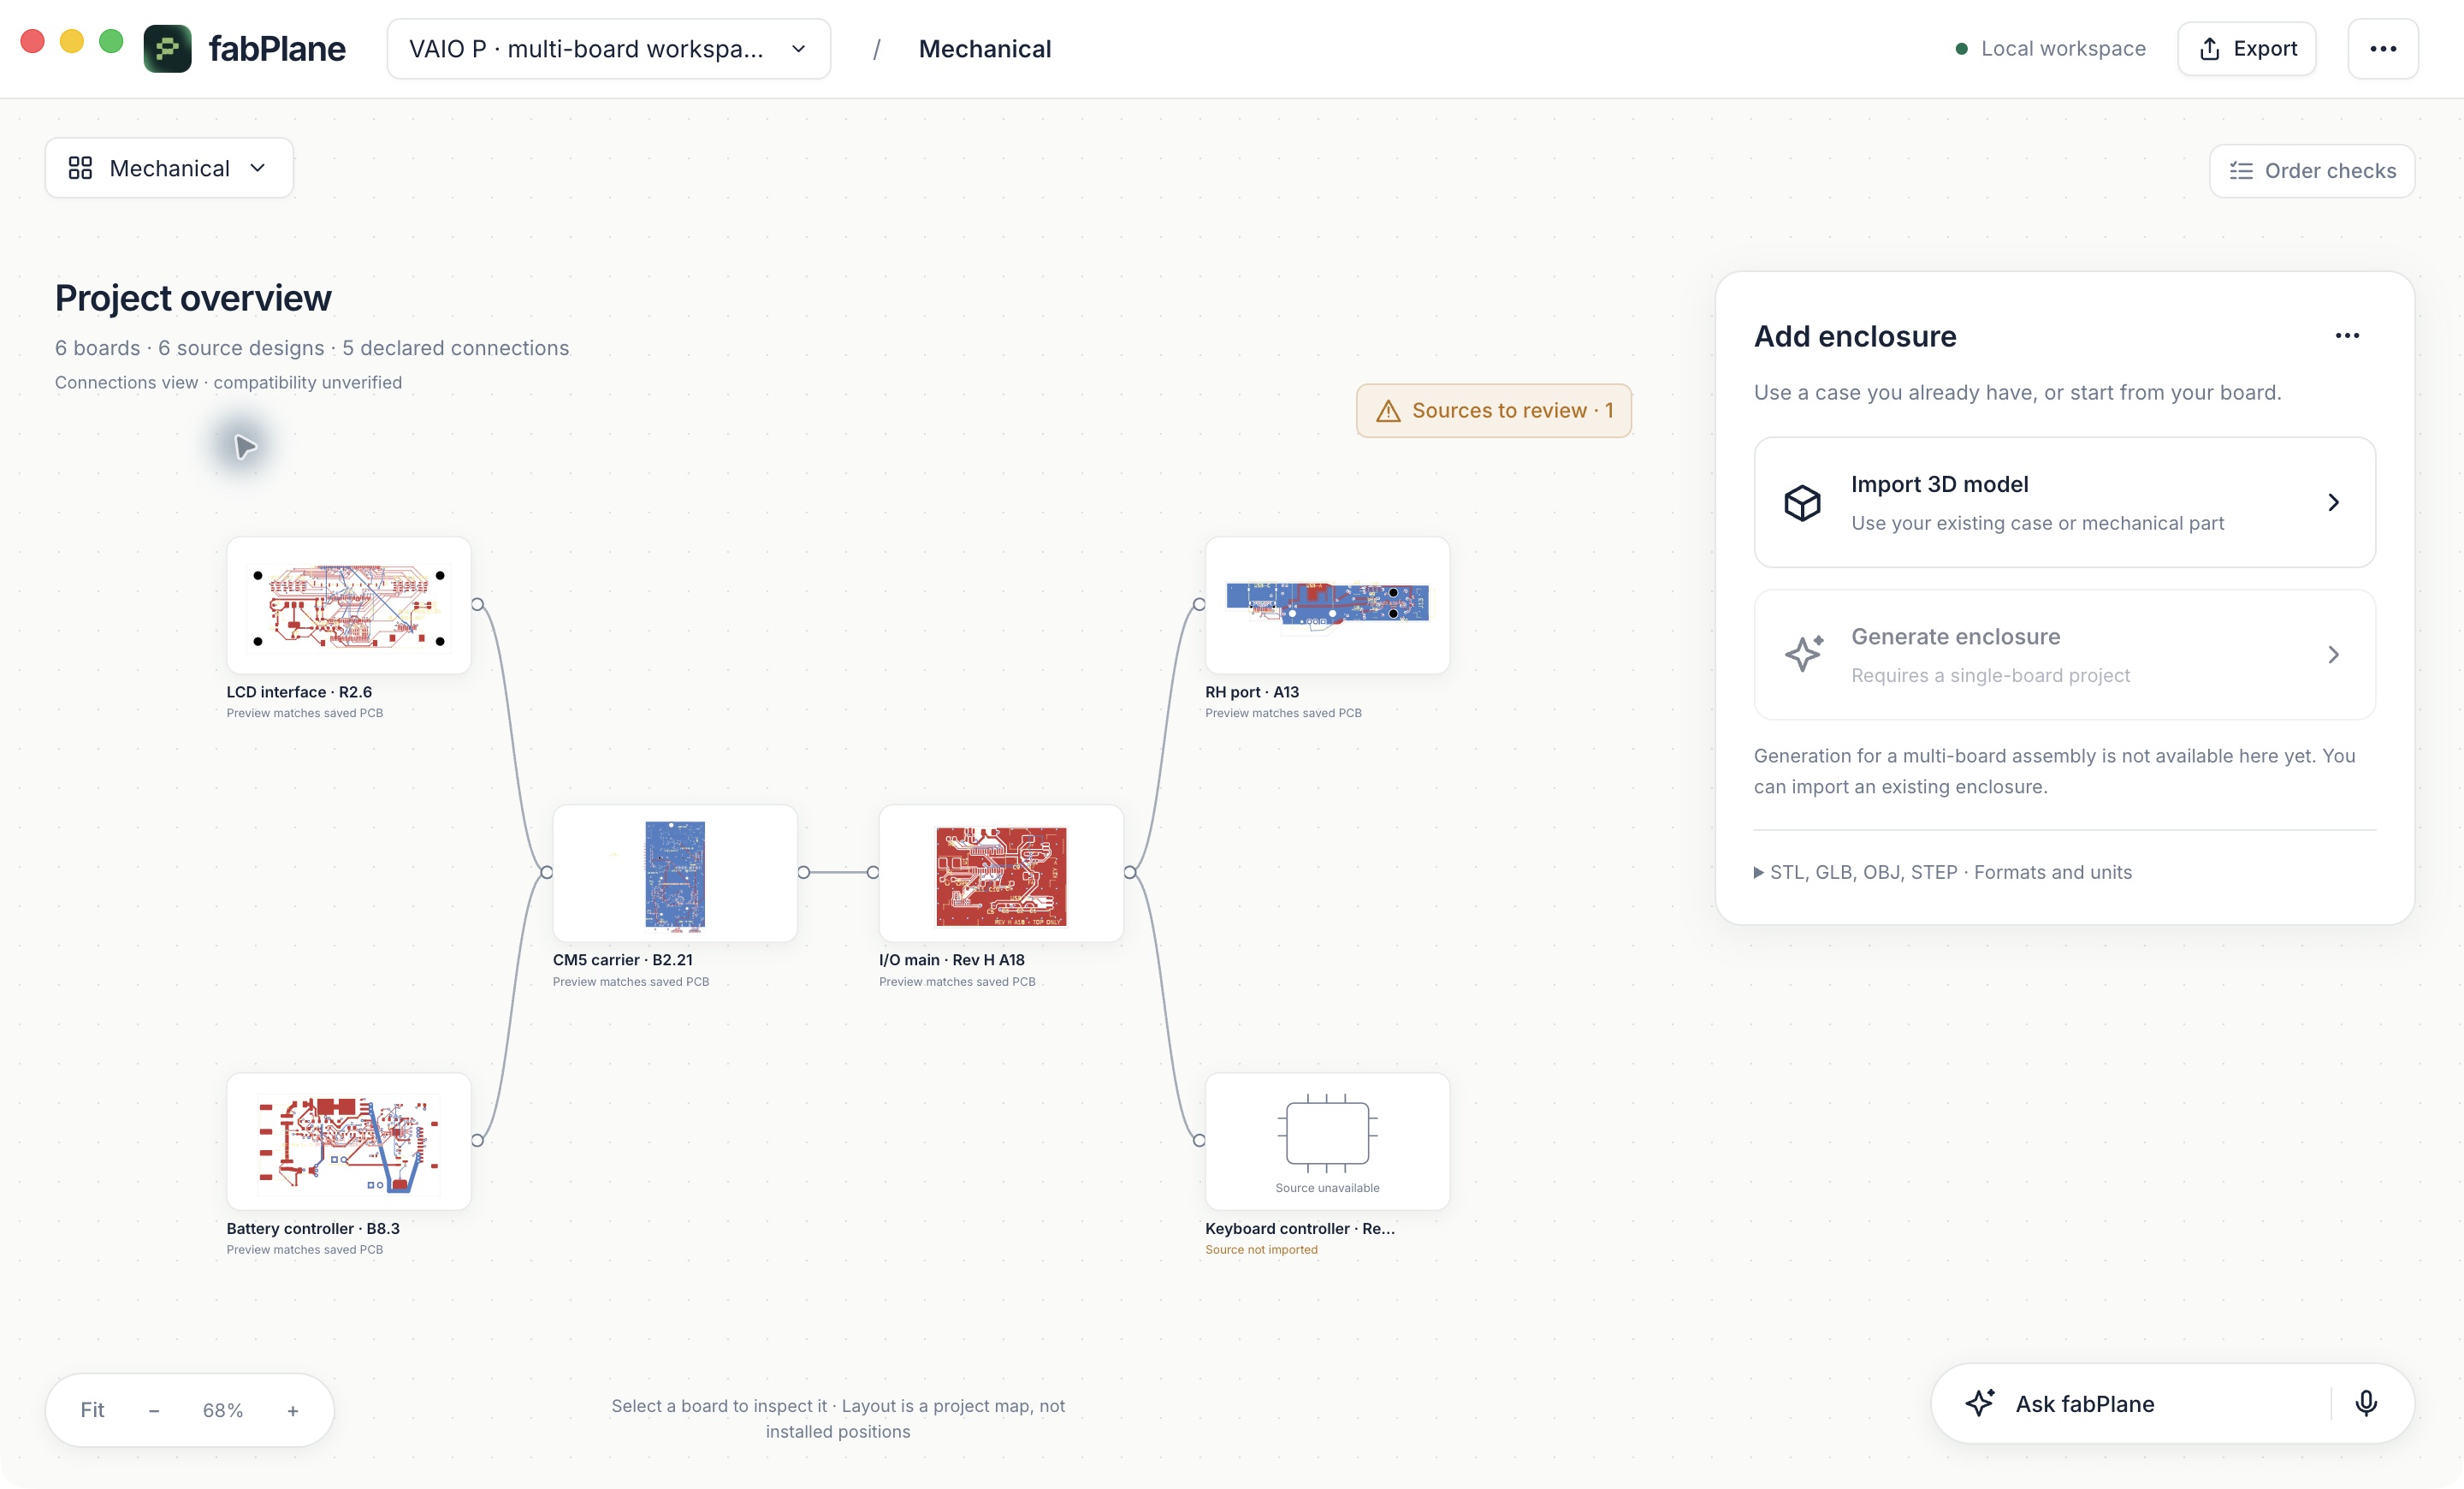 fabPlane
VAIO P · multi-board workspa...
/
Mechanical
Local workspace
Export
Mechanical
Order checks
Project overview
6 boards · 6 source designs · 5 declared connections
Connections view · compatibility unverified
Sources to review · 1
Add enclosure
Use a case you already have, or start from your board.
Import 3D model
Use your existing case or mechanical part
Generate enclosure
Requires a single-board project
Generation for a multi-board assembly is not available here yet. You
can import an existing enclosure.
STL, GLB, OBJ, STEP · Formats and units
LCD interface · R2.6
Preview matches saved PCB
RH port · A13
Preview matches saved PCB
REV H A18 - TOP ONLY
CM5 carrier · B2.21
Preview matches saved PCB
I/O main · Rev H A18
Preview matches saved PCB
Battery controller · B8.3
Preview matches saved PCB
Source unavailable
Keyboard controller · Re...
Source not imported
Fit
−
68%
+
Select a board to inspect it · Layout is a project map, not
installed positions
Ask fabPlane